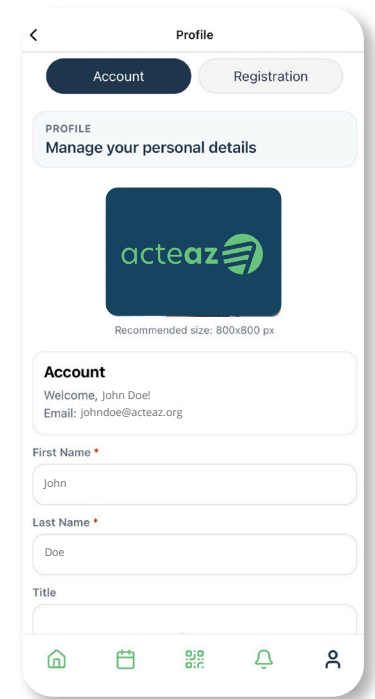 Profile
Account
Registration
PROFILE
Manage your personal details
acteaz
Recommended size: 800x800 px
Account
Welcome, John Doe!
Email: johndoe@acteaz.org
First Name *
John
Last Name *
Doe
Title